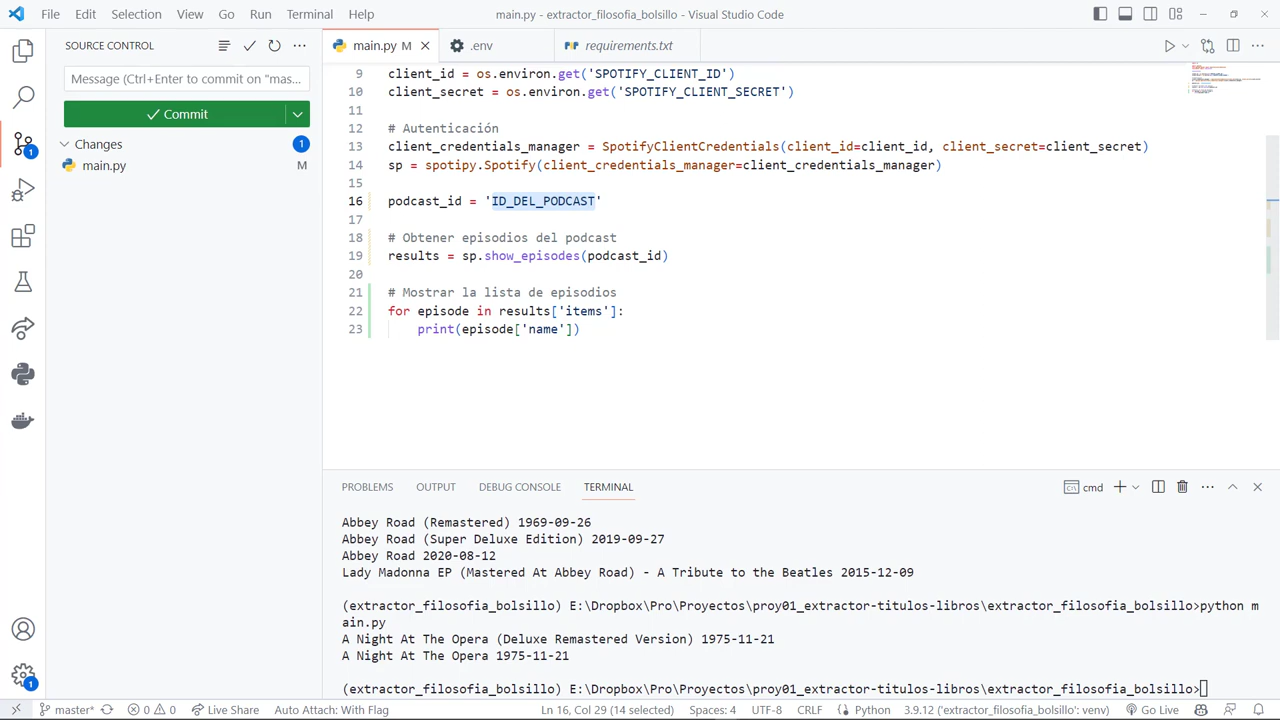 File Edit Selection View Go Run Terminal Help main.py - extractor_filosofia_bolsillo - Visual Studio Code
SOURCE CONTROL
main.py M .env requirements.txt
Message (Ctrl+Enter to commit on "mas...
Commit
Changes 1
main.py M
1
1
9 client_id = os.environ.get('SPOTIFY_CLIENT_ID')
10 client_secret = os.environ.get('SPOTIFY_CLIENT_SECRET')
11
12 # Autenticación
13 client_credentials_manager = SpotifyClientCredentials(client_id=client_id, client_secret=client_secret)
14 sp = spotipy.Spotify(client_credentials_manager=client_credentials_manager)
15
16 podcast_id = 'ID_DEL_PODCAST'
17
18 # Obtener episodios del podcast
19 results = sp.show_episodes(podcast_id)
20
21 # Mostrar la lista de episodios
22 for episode in results['items']:
23 print(episode['name'])
PROBLEMS OUTPUT DEBUG CONSOLE TERMINAL cmd
Abbey Road (Remastered) 1969-09-26
Abbey Road (Super Deluxe Edition) 2019-09-27
Abbey Road 2020-08-12
Lady Madonna EP (Mastered At Abbey Road) - A Tribute to the Beatles 2015-12-09
(extractor_filosofia_bolsillo) E:\Dropbox\Pro\Proyectos\proy01_extractor-titulos-libros\extractor_filosofia_bolsillo>python m
ain.py
A Night At The Opera (Deluxe Remastered Version) 1975-11-21
A Night At The Opera 1975-11-21
(extractor_filosofia_bolsillo) E:\Dropbox\Pro\Proyectos\proy01_extractor-titulos-libros\extractor_filosofia_bolsillo>
master* 0 0 Live Share Auto Attach: With Flag Ln 16, Col 29 (14 selected) Spaces: 4 UTF-8 CRLF Python 3.9.12 ('extractor_filosofia_bolsillo': venv) Go Live